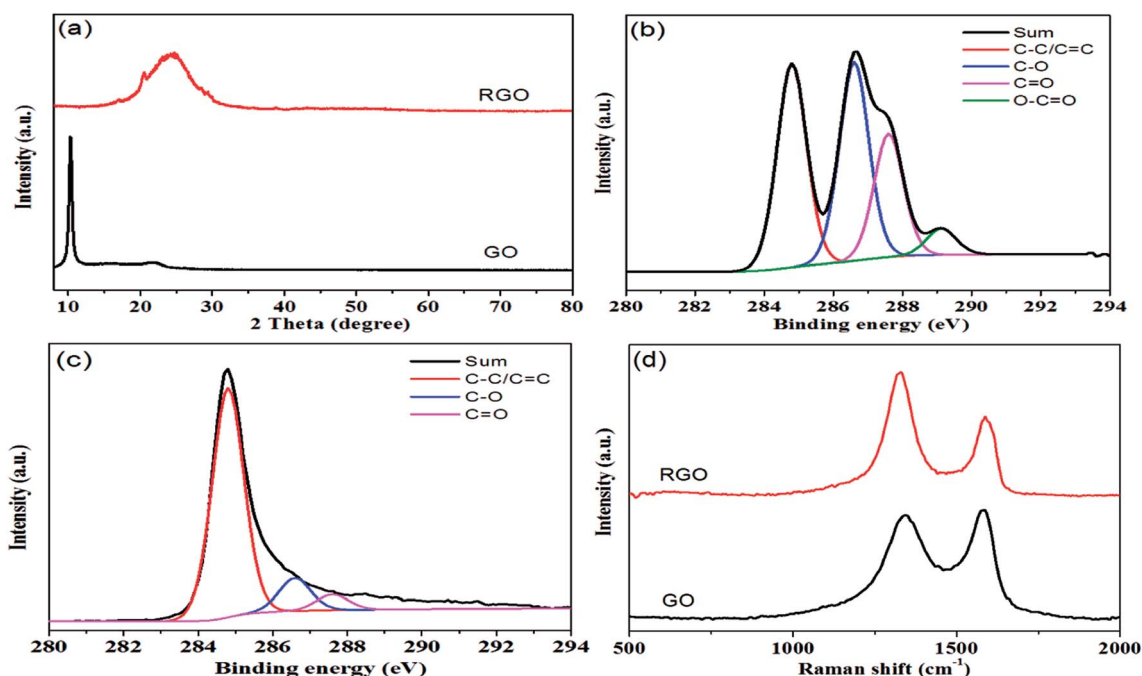 (a)
RGO
GO
Intensity (a.u.)
10 20 30 40 50 60 70 80
2 Theta (degree)
(b)
Sum
C-C/C=C
C-O
C=O
O-C=O
Intensity (a.u.)
280 282 284 286 288 290 292 294
Binding energy (eV)
(c)
Sum
C-C/C=C
C-O
C=O
Intensity (a.u.)
280 282 284 286 288 290 292 294
Binding energy (eV)
(d)
RGO
GO
Intensity (a.u.)
500 1000 1500 2000
Raman shift (cm⁻¹)